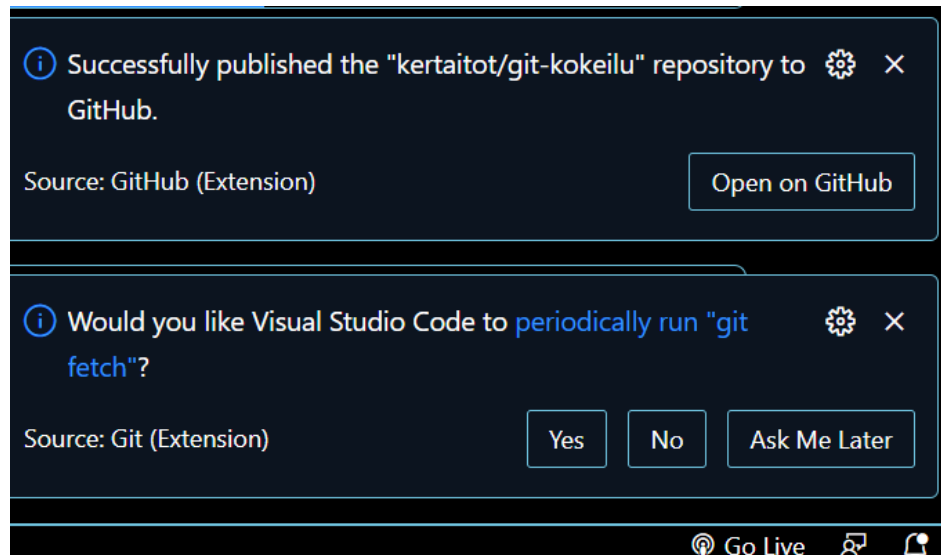 Successfully published the "kertaitot/git-kokeilu" repository to
GitHub.
Source: GitHub (Extension)
Open on GitHub
Would you like Visual Studio Code to periodically run "git
fetch"?
Source: Git (Extension)
Yes
No
Ask Me Later
Go Live